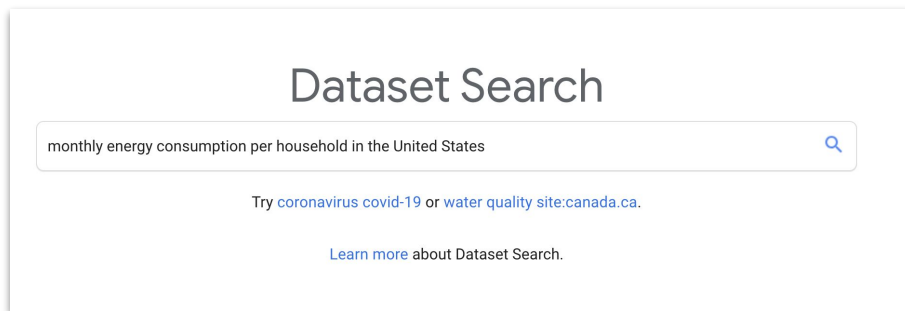 Dataset Search
monthly energy consumption per household in the United States
Try coronavirus covid-19 or water quality site:canada.ca.
Learn more about Dataset Search.